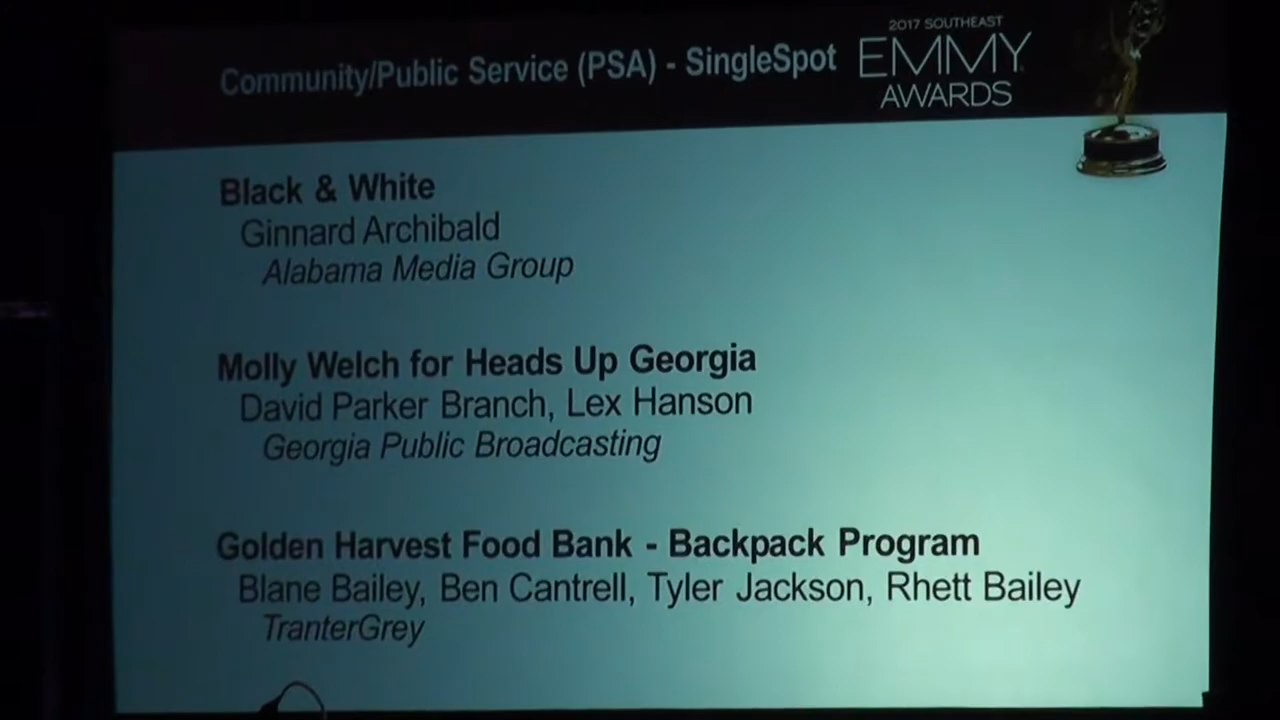 2017 SOUTHEAST
EMMY
AWARDS
Community/Public Service (PSA) - SingleSpot
Black & White
Ginnard Archibald
Alabama Media Group
Molly Welch for Heads Up Georgia
David Parker Branch, Lex Hanson
Georgia Public Broadcasting
Golden Harvest Food Bank - Backpack Program
Blane Bailey, Ben Cantrell, Tyler Jackson, Rhett Bailey
TranterGrey